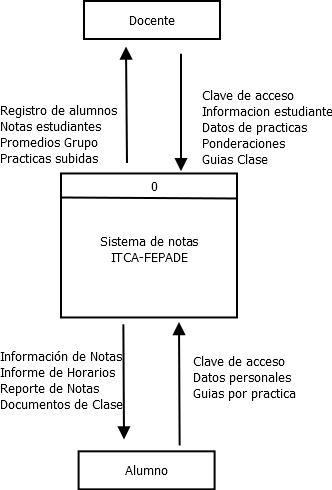 Docente
Registro de alumnos
Notas estudiantes
Promedios Grupo
Practicas subidas
Clave de acceso
Informacion estudiante
Datos de practicas
Ponderaciones
Guias Clase
0
Sistema de notas
ITCA-FEPADE
Información de Notas
Informe de Horarios
Reporte de Notas
Documentos de Clase
Clave de acceso
Datos personales
Guias por practica
Alumno